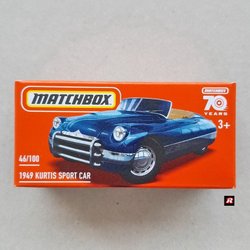 MATCHBOX
MATCHBOX
70
YEARS
3+
46/100
1949 KURTIS SPORT CAR
R